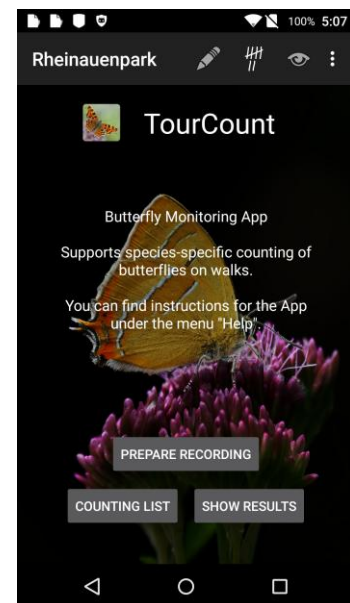 100% 5:07
Rheinauenpark
TourCount
Butterfly Monitoring App
Supports species-specific counting of
butterflies on walks.
You can find instructions for the App
under the menu "Help".
PREPARE RECORDING
COUNTING LIST SHOW RESULTS